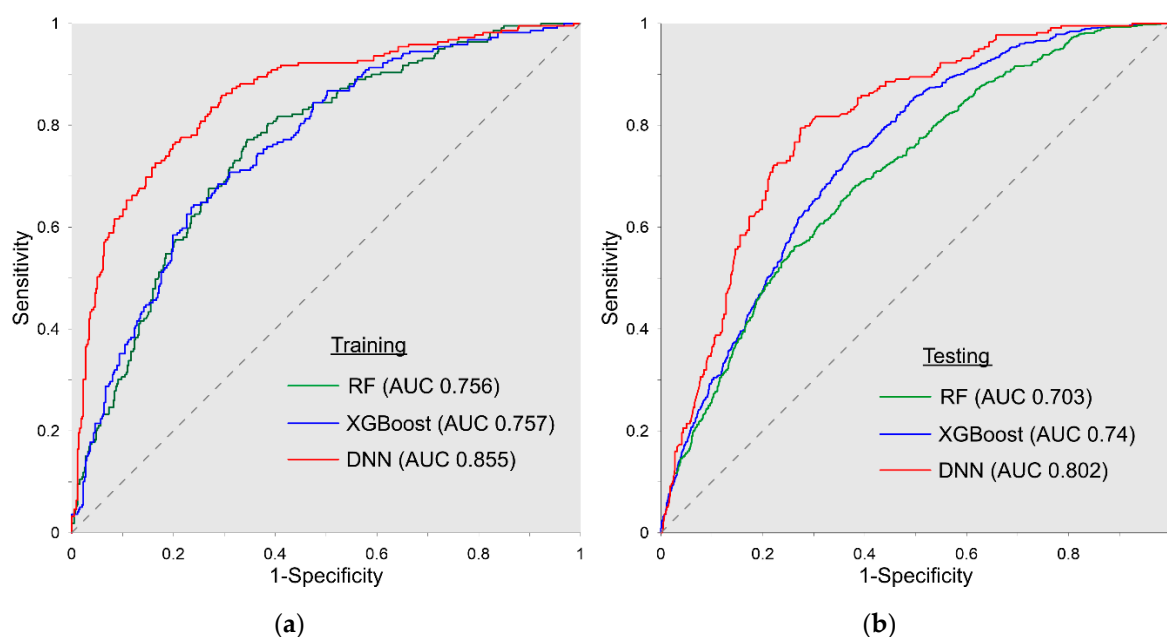 1
0.8
0.6
0.4
0.2
0
Sensitivity
Training
RF (AUC 0.756)
XGBoost (AUC 0.757)
DNN (AUC 0.855)
0
0.2
0.4
0.6
0.8
1
1-Specificity
(a)
1
0.8
0.6
0.4
0.2
0
Sensitivity
Testing
RF (AUC 0.703)
XGBoost (AUC 0.74)
DNN (AUC 0.802)
0
0.2
0.4
0.6
0.8
1-Specificity
(b)